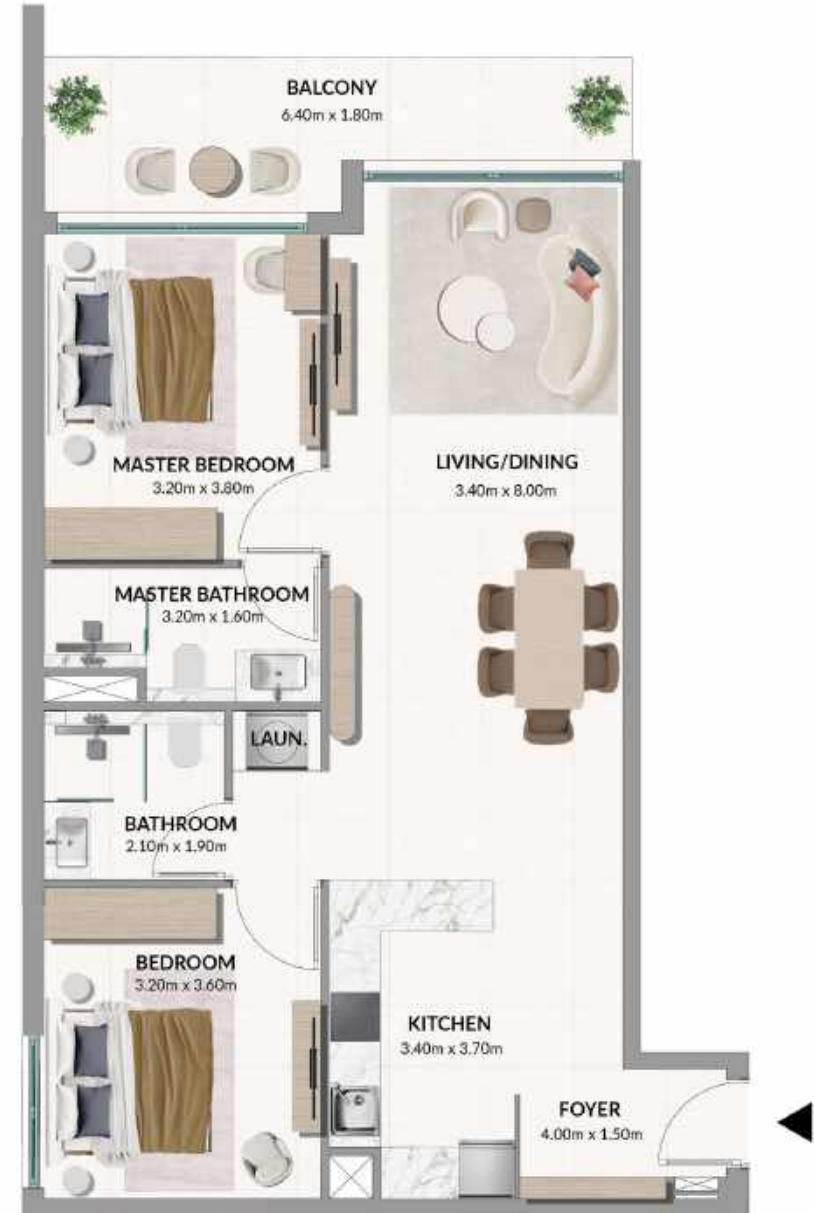 BALCONY
6.40m x 1.80m
MASTER BEDROOM
3.20m x 3.80m
LIVING/DINING
3.40m x 8.00m
MASTER BATHROOM
3.20m x 1.60m
LAUN.
BATHROOM
2.10m x 1.90m
BEDROOM
3.20m x 3.60m
KITCHEN
3.40m x 3.70m
FOYER
4.00m x 1.50m